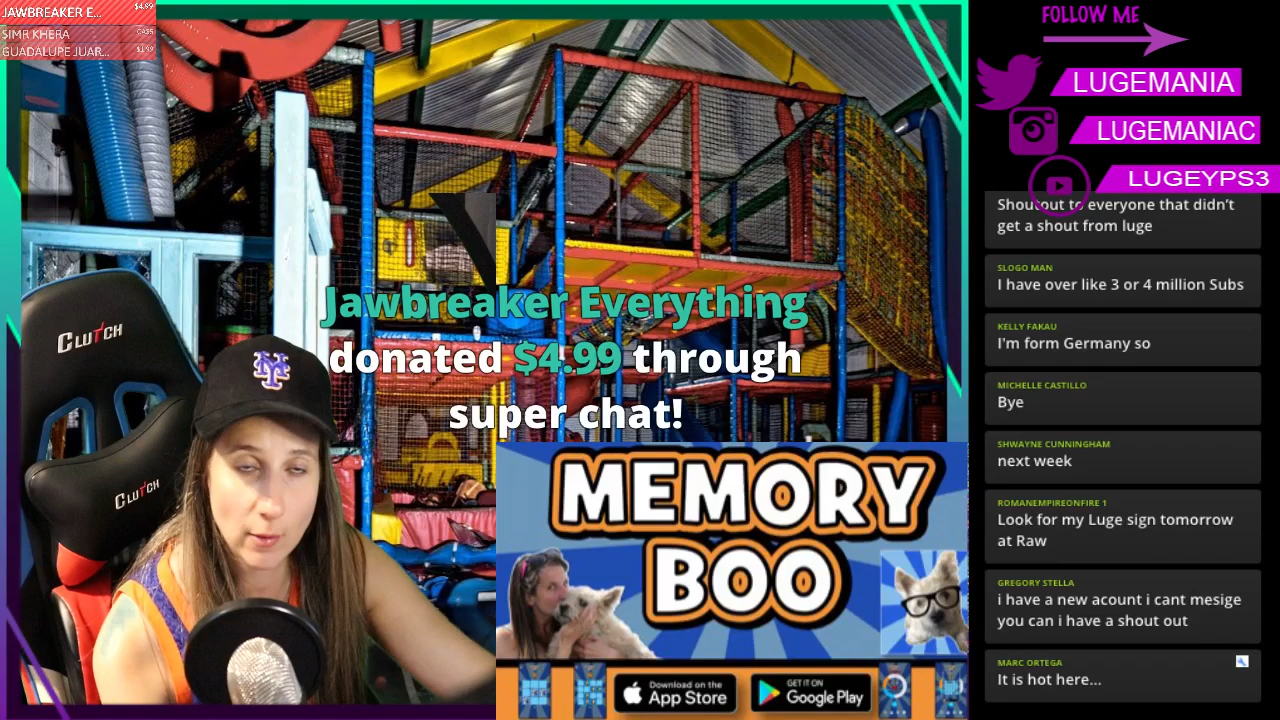 JAWBREAKER E... $4.99
SIMR KHERA CA$5
GUADALUPE JUAR... $1.99
FOLLOW ME
LUGEMANIA
LUGEMANIAC
LUGEYPS3
CLUTCH
CLUTCH
NY
Jawbreaker Everything
donated $4.99 through
super chat!
MEMORY
BOO
Download on the
App Store
GET IT ON
Google Play
Shoutout to everyone that didn't
get a shout from luge
SLOGO MAN
I have over like 3 or 4 million Subs
KELLY FAKAU
I'm form Germany so
MICHELLE CASTILLO
Bye
SHWAYNE CUNNINGHAM
next week
ROMANEMPIREONFIRE 1
Look for my Luge sign tomorrow
at Raw
GREGORY STELLA
i have a new acount i cant mesige
you can i have a shout out
MARC ORTEGA
It is hot here...